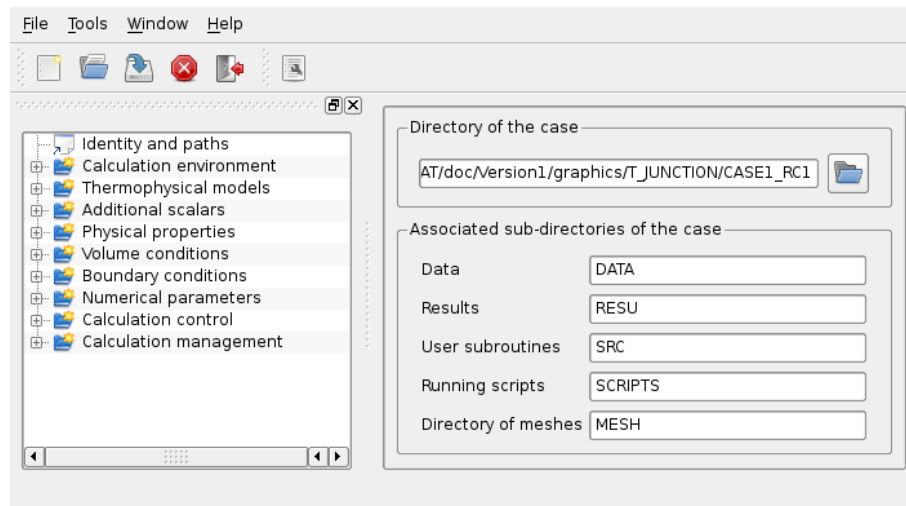 File Tools Window Help
Identity and paths
Calculation environment
Thermophysical models
Additional scalars
Physical properties
Volume conditions
Boundary conditions
Numerical parameters
Calculation control
Calculation management
Directory of the case
AT/doc/Version1/graphics/T_JUNCTION/CASE1_RC1
Associated sub-directories of the case
Data DATA
Results RESU
User subroutines SRC
Running scripts SCRIPTS
Directory of meshes MESH